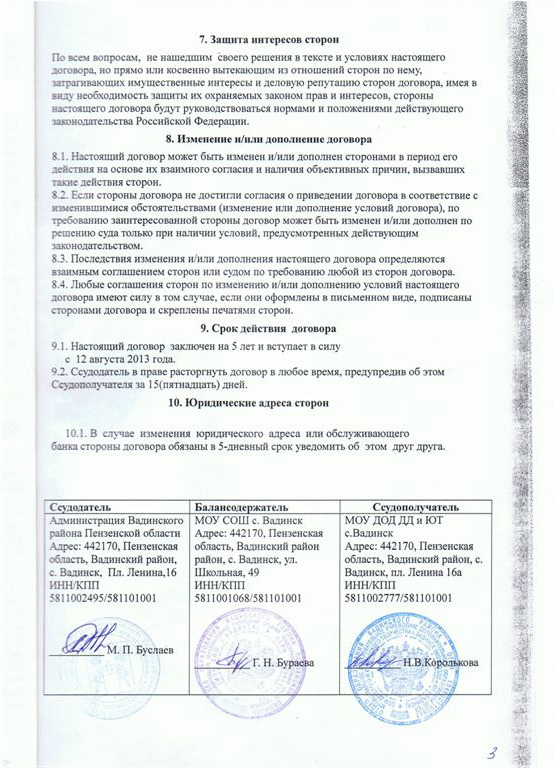 7. Защита интересов сторон
По всем вопросам, не нашедшим своего решения в тексте и условиях настоящего
договора, но прямо или косвенно вытекающим из отношений сторон по нему,
затрагивающих имущественные интересы и деловую репутацию сторон договора, имея в
виду необходимость защиты их охраняемых законом прав и интересов, стороны
настоящего договора будут руководствоваться нормами и положениями действующего
законодательства Российской Федерации.
8. Изменение и/или дополнение договора
8.1. Настоящий договор может быть изменен и/или дополнен сторонами в период его
действия на основе их взаимного согласия и наличия объективных причин, вызвавших
такие действия сторон.
8.2. Если стороны договора не достигли согласия о приведении договора в соответствие с
изменившимися обстоятельствами (изменение или дополнение условий договора), по
требованию заинтересованной стороны договор может быть изменен и/или дополнен по
решению суда только при наличии условий, предусмотренных действующим
законодательством.
8.3. Последствия изменения и/или дополнения настоящего договора определяются
взаимным соглашением сторон или судом по требованию любой из сторон договора.
8.4. Любые соглашения сторон по изменению и/или дополнению условий настоящего
договора имеют силу в том случае, если они оформлены в письменном виде, подписаны
сторонами договора и скреплены печатями сторон.
9. Срок действия договора
9.1. Настоящий договор заключен на 5 лет и вступает в силу
с 12 августа 2013 года.
9.2. Ссудодатель в праве расторгнуть договор в любое время, предупредив об этом
Ссудополучателя за 15(пятнадцать) дней.
10. Юридические адреса сторон
10.1. В случае изменения юридического адреса или обслуживающего
банка стороны договора обязаны в 5-дневный срок уведомить об этом друг друга.
Ссудодатель
Администрация Вадинского
района Пензенской области
Адрес: 442170, Пензенская
область, Вадинский район,
с. Вадинск, Пл. Ленина,16
ИНН/КПП
5811002495/581101001
М. П. Буслаев
Балансодержатель
МОУ СОШ с. Вадинск
Адрес: 442170, Пензенская
область, Вадинский район
район, с. Вадинск, ул.
Школьная, 49
ИНН/КПП
5811001068/581101001
Г. Н. Бураева
Ссудополучатель
МОУ ДОД ДД и ЮТ
с.Вадинск
Адрес: 442170, Пензенская
область, Вадинский район, с.
Вадинск, пл. Ленина 16а
ИНН/КПП
5811002777/581101001
Н.В.Королькова
3